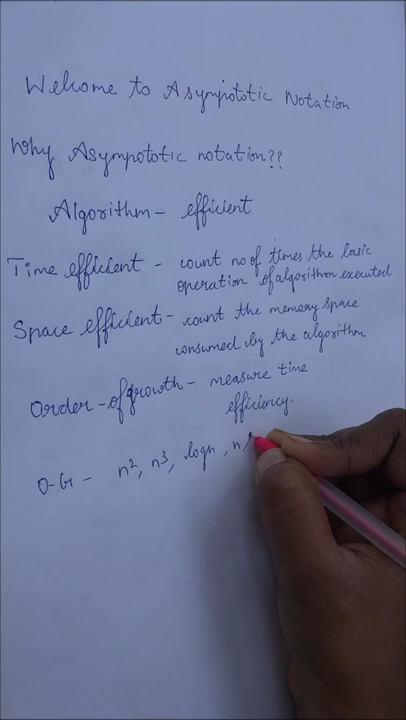 Welcome to Asympototic Notation
Why Asympototic notation??
Algorithm- efficient
Time efficient - count no of times the basic
operation of algorithm executed
Space efficient - count the memory space
consumed by the algorithm
Order-of growth - measure time
efficiency.
O-G - n², n³, logn, n